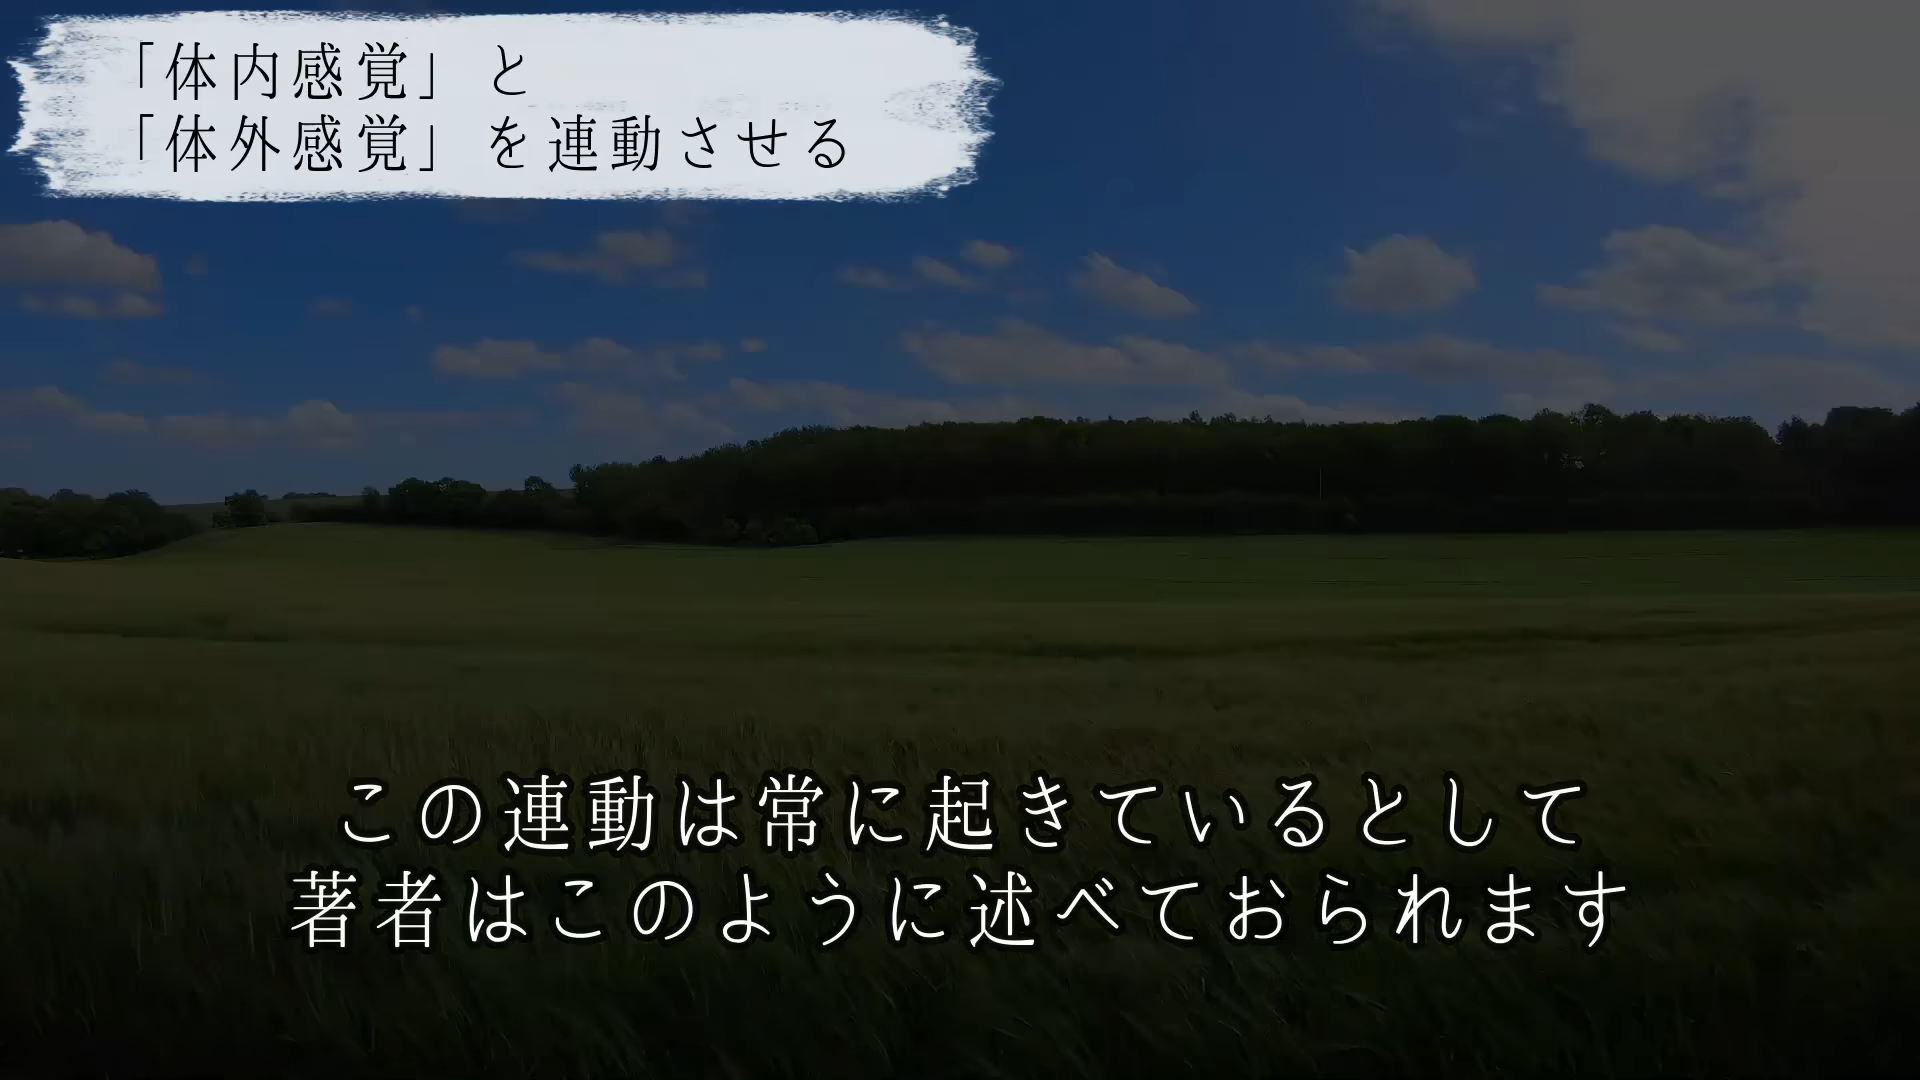 「体内感覚」と
「体外感覚」を連動させる
この連動は常に起きているとして
著者はこのように述べておられます